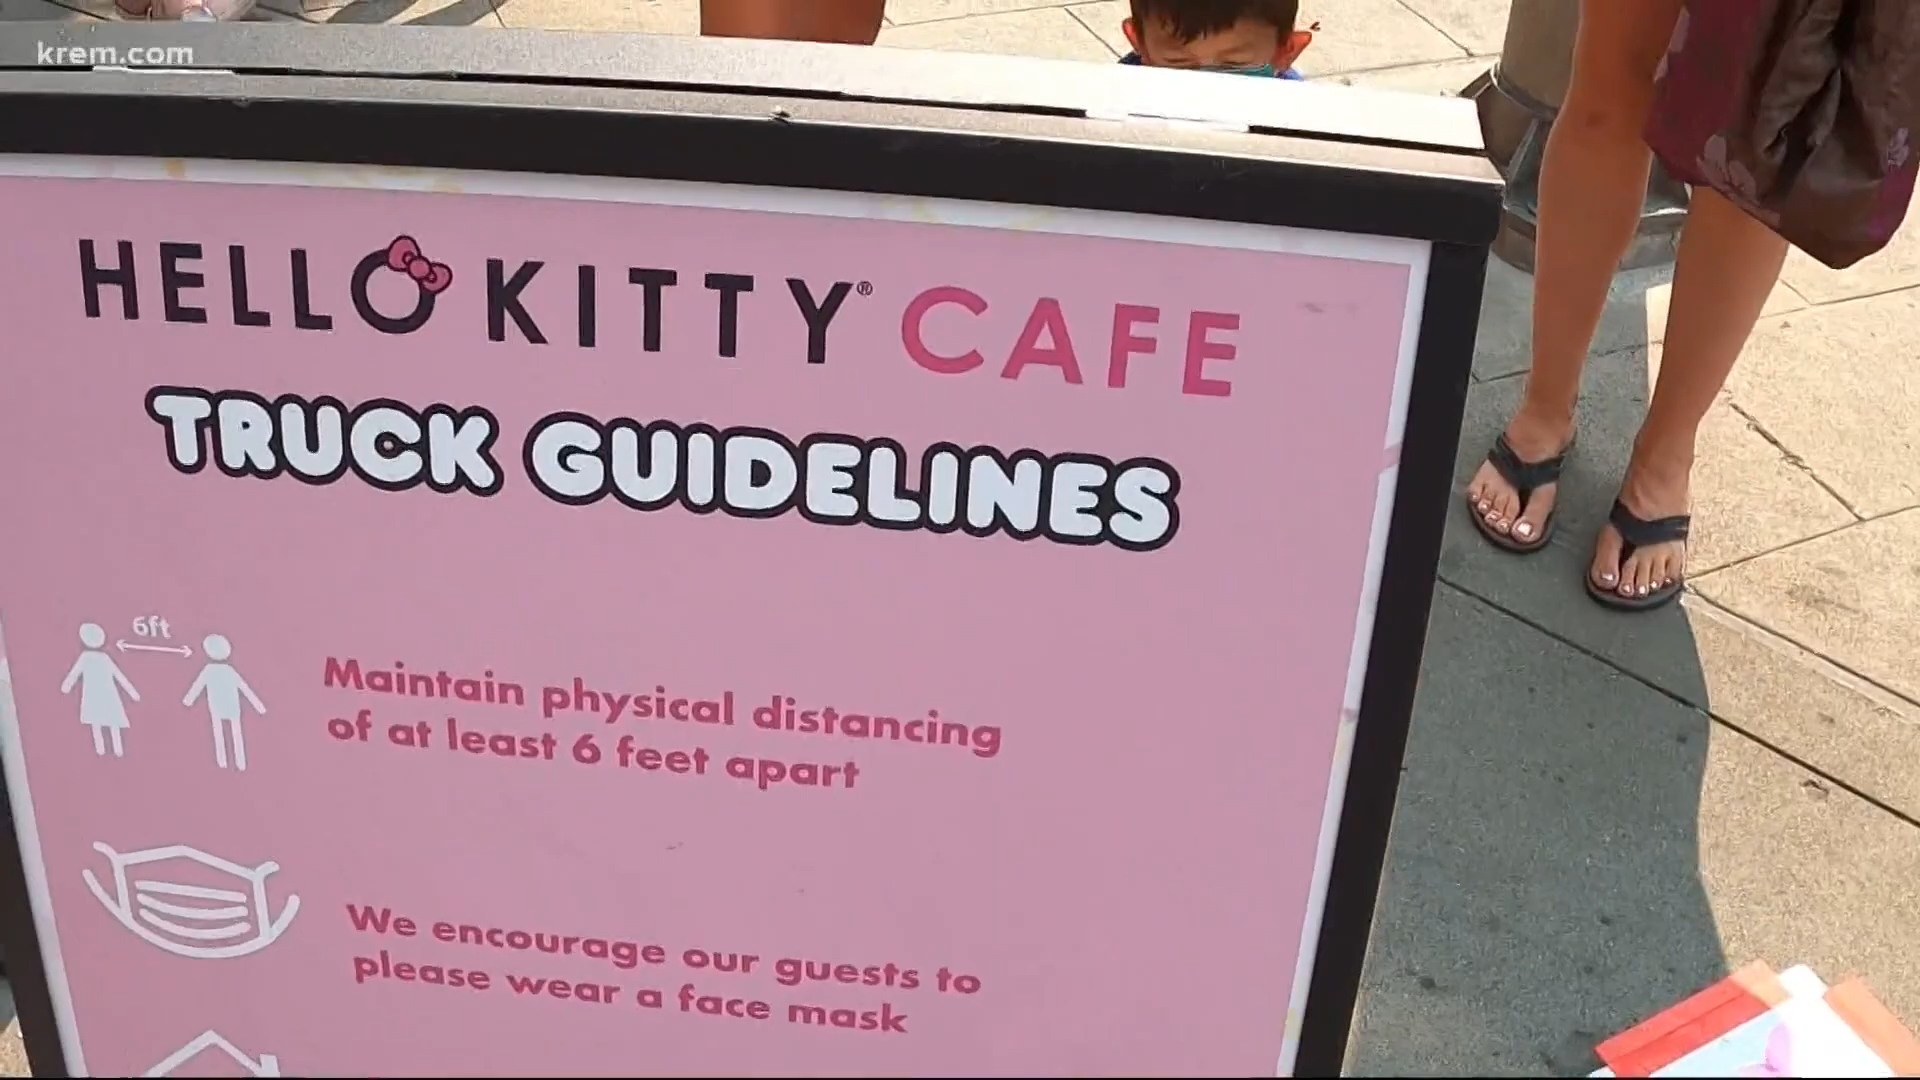 krem.com
HELLO KITTY® CAFE
TRUCK GUIDELINES
6ft
Maintain physical distancing
of at least 6 feet apart
We encourage our guests to
please wear a face mask